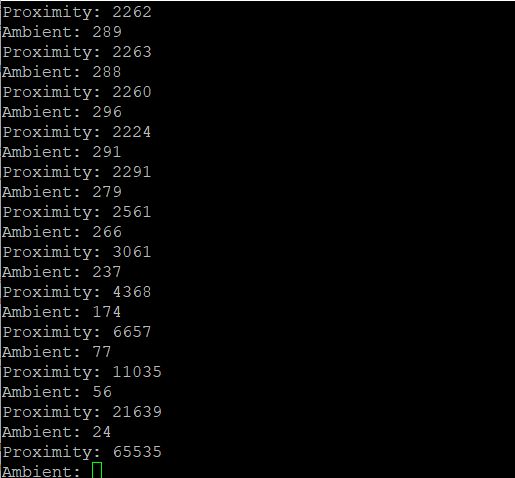 Proximity: 2262
Ambient: 289
Proximity: 2263
Ambient: 288
Proximity: 2260
Ambient: 296
Proximity: 2224
Ambient: 291
Proximity: 2291
Ambient: 279
Proximity: 2561
Ambient: 266
Proximity: 3061
Ambient: 237
Proximity: 4368
Ambient: 174
Proximity: 6657
Ambient: 77
Proximity: 11035
Ambient: 56
Proximity: 21639
Ambient: 24
Proximity: 65535
Ambient: